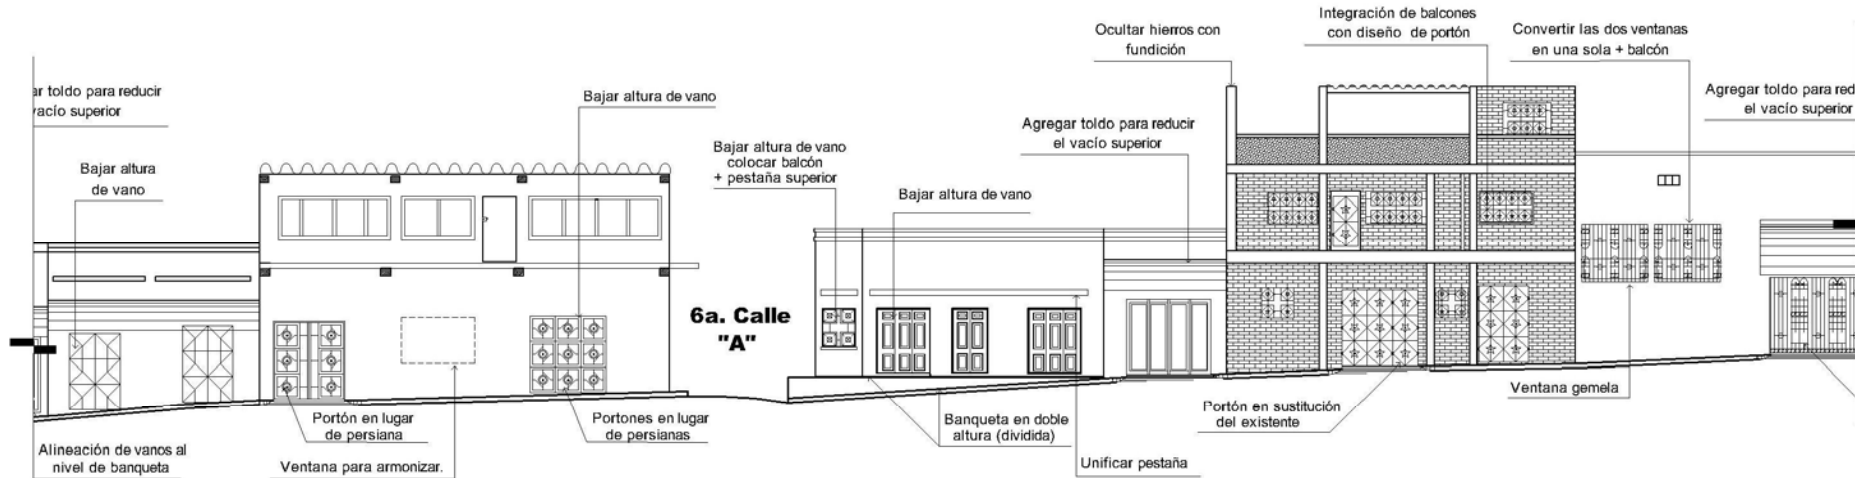 ar toldo para reducir
vacío superior
Bajar altura
de vano
Bajar altura de vano
Bajar altura de vano
colocar balcón
+ pestaña superior
Bajar altura de vano
Agregar toldo para reducir
el vacío superior
Ocultar hierros con
fundición
Integración de balcones
con diseño de portón
Convertir las dos ventanas
en una sola + balcón
Agregar toldo para red
el vacío superior
6a. Calle
"A"
Alineación de vanos al
nivel de banqueta
Portón en lugar
de persiana
Ventana para armonizar.
Portones en lugar
de persianas
Banqueta en doble
altura (dividida)
Unificar pestaña
Portón en sustitución
del existente
Ventana gemela